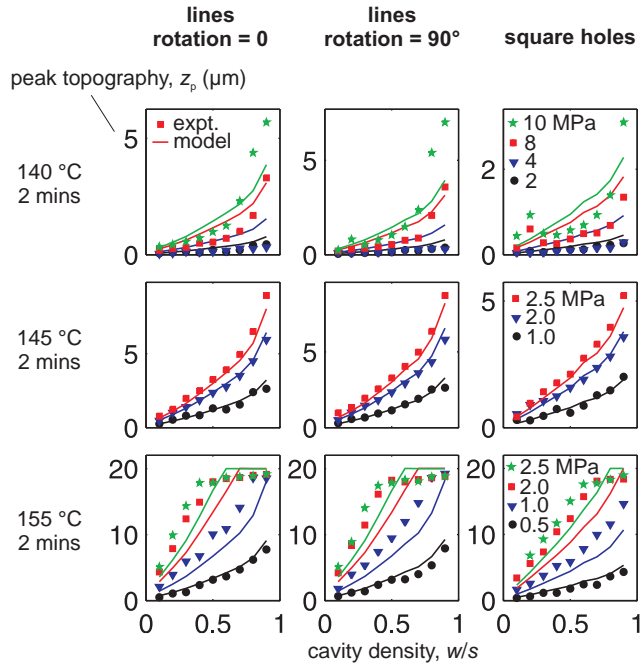 lines
rotation = 0
lines
rotation = 90°
square holes
peak topography, zp (μm)
140 °C
2 mins
5
0
expt.
model
5
0
2
0
10 MPa
8
4
2
145 °C
2 mins
5
0
5
0
5
0
2.5 MPa
2.0
1.0
155 °C
2 mins
20
10
0
20
10
0
20
10
0
2.5 MPa
2.0
1.0
0.5
0
0.5
1
0
0.5
1
0
0.5
1
cavity density, w/s